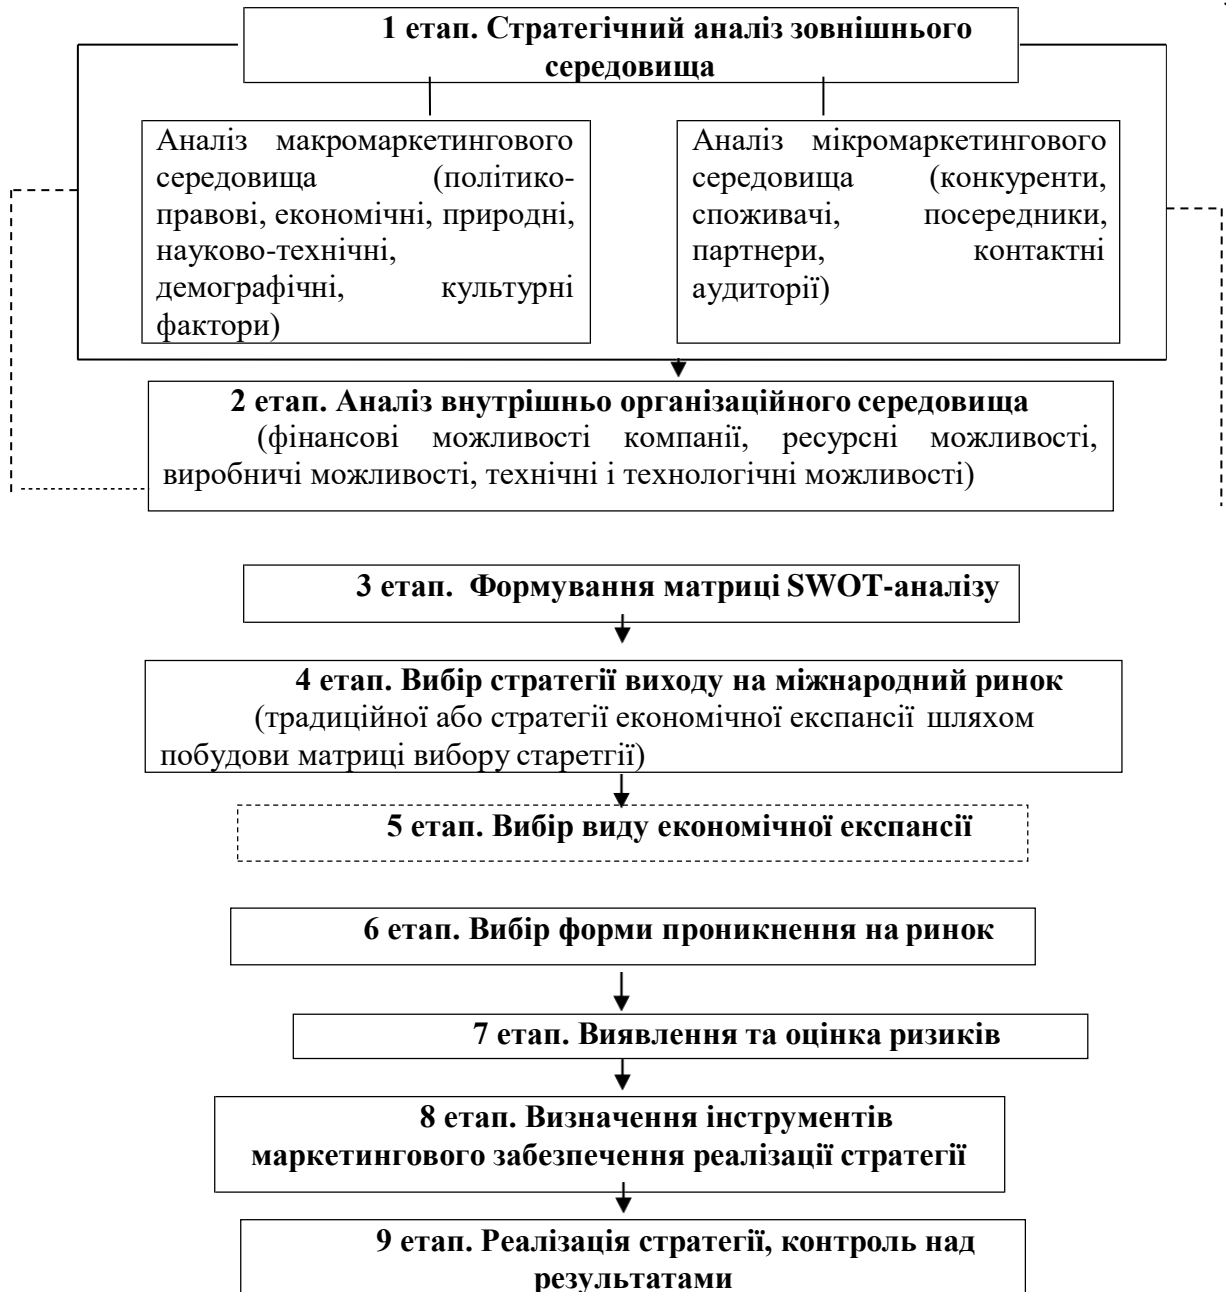 1 етап. Стратегічний аналіз зовнішнього
середовища
Аналіз макромаркетингового
середовища (політико-
правові, економічні, природні,
науково-технічні,
демографічні, культурні
фактори)
Аналіз мікромаркетингового
середовища (конкуренти,
споживачі, посередники,
партнери, контактні
аудиторії)
2 етап. Аналіз внутрішньо організаційного середовища
(фінансові можливості компанії, ресурсні можливості,
виробничі можливості, технічні і технологічні можливості)
3 етап. Формування матриці SWOT-аналізу
4 етап. Вибір стратегії виходу на міжнародний ринок
(традиційної або стратегії економічної експансії шляхом
побудови матриці вибору старетгії)
5 етап. Вибір виду економічної експансії
6 етап. Вибір форми проникнення на ринок
7 етап. Виявлення та оцінка ризиків
8 етап. Визначення інструментів
маркетингового забезпечення реалізації стратегії
9 етап. Реалізація стратегії, контроль над
результатами